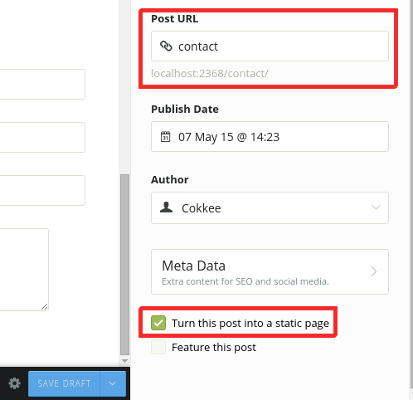 Post URL
contact
localhost:2368/contact/
Publish Date
07 May 15 @ 14:23
Author
Cokkee
Meta Data
Extra content for SEO and social media.
Turn this post into a static page
Feature this post
SAVE DRAFT